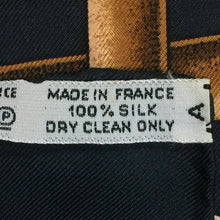 MADE IN FRANCE
100% SILK
DRY CLEAN ONLY
P
A